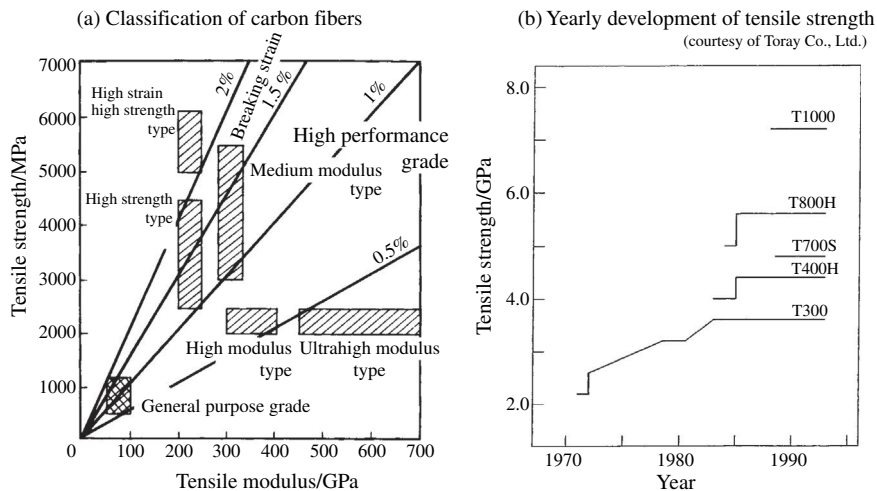 (a) Classification of carbon fibers
7000
6000
5000
4000
3000
2000
1000
0
100
200
300
400
500
600
700
Tensile strength/MPa
Tensile modulus/GPa
High strain
high strength
type
High strength
type
2%
Breaking strain
1.5 %
1%
High performance
grade
Medium modulus
type
0.5%
High modulus
type
Ultrahigh modulus
type
General purpose grade
(b) Yearly development of tensile strength
(courtesy of Toray Co., Ltd.)
8.0
6.0
4.0
2.0
Tensile strength/GPa
T1000
T800H
T700S
T400H
T300
1970
1980
1990
Year